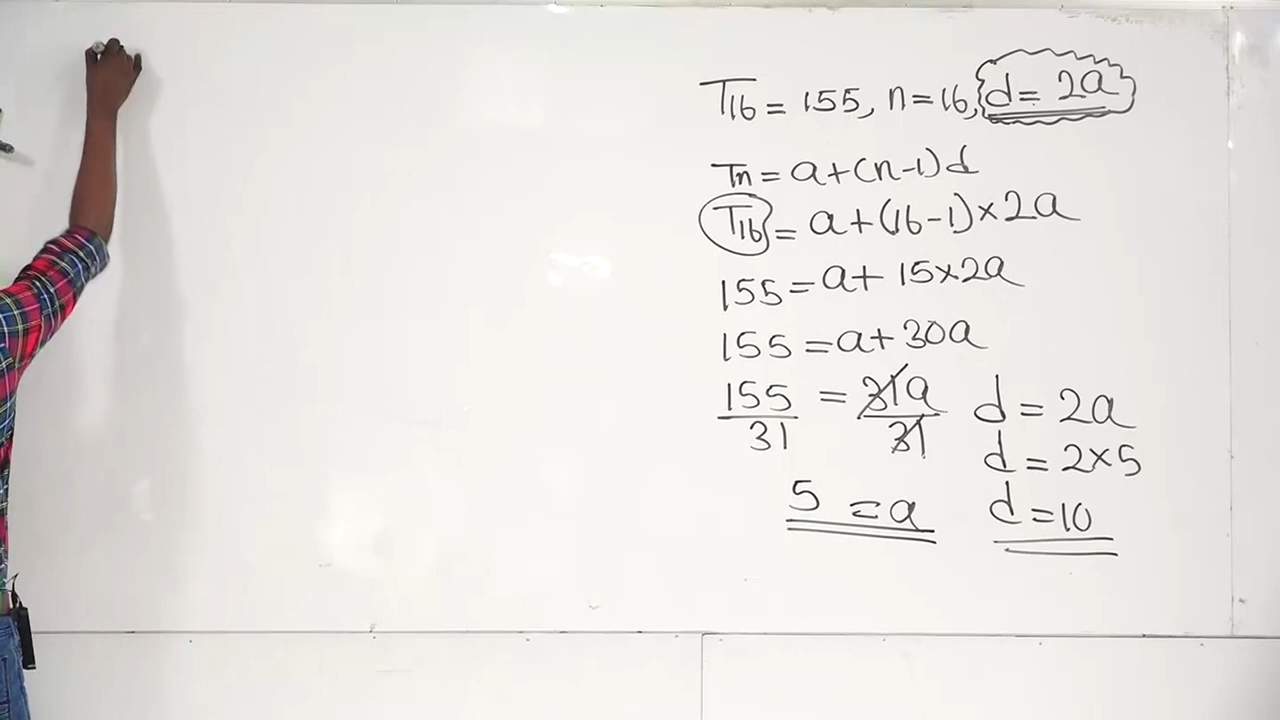 T16 = 155, n = 16, d = 2a
Tn = a + (n-1) d
T16 = a + (16-1) × 2a
155 = a + 15 × 2a
155 = a + 30a
155/31 = 31a/31
5 = a
d = 2a
d = 2 × 5
d = 10